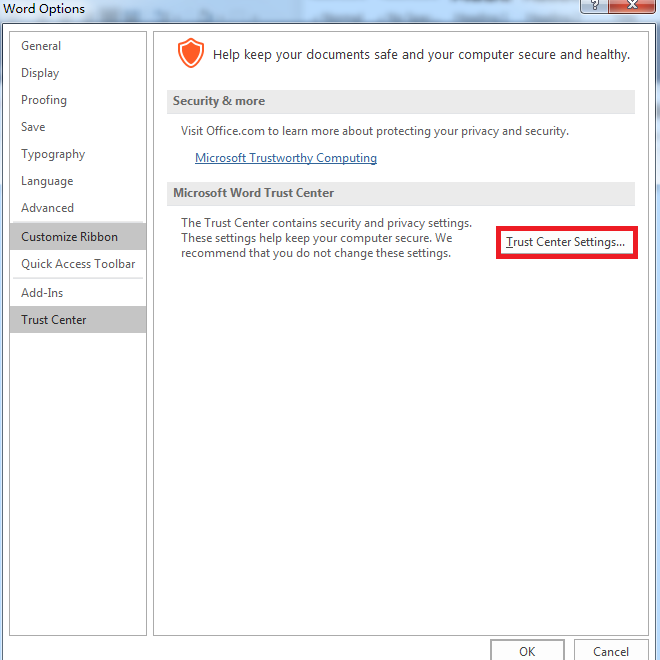 Word Options
?
General
Display
Proofing
Save
Typography
Language
Advanced
Customize Ribbon
Quick Access Toolbar
Add-Ins
Trust Center
Help keep your documents safe and your computer secure and healthy.
Security & more
Visit Office.com to learn more about protecting your privacy and security.
Microsoft Trustworthy Computing
Microsoft Word Trust Center
The Trust Center contains security and privacy settings.
These settings help keep your computer secure. We
recommend that you do not change these settings.
Trust Center Settings...
OK
Cancel